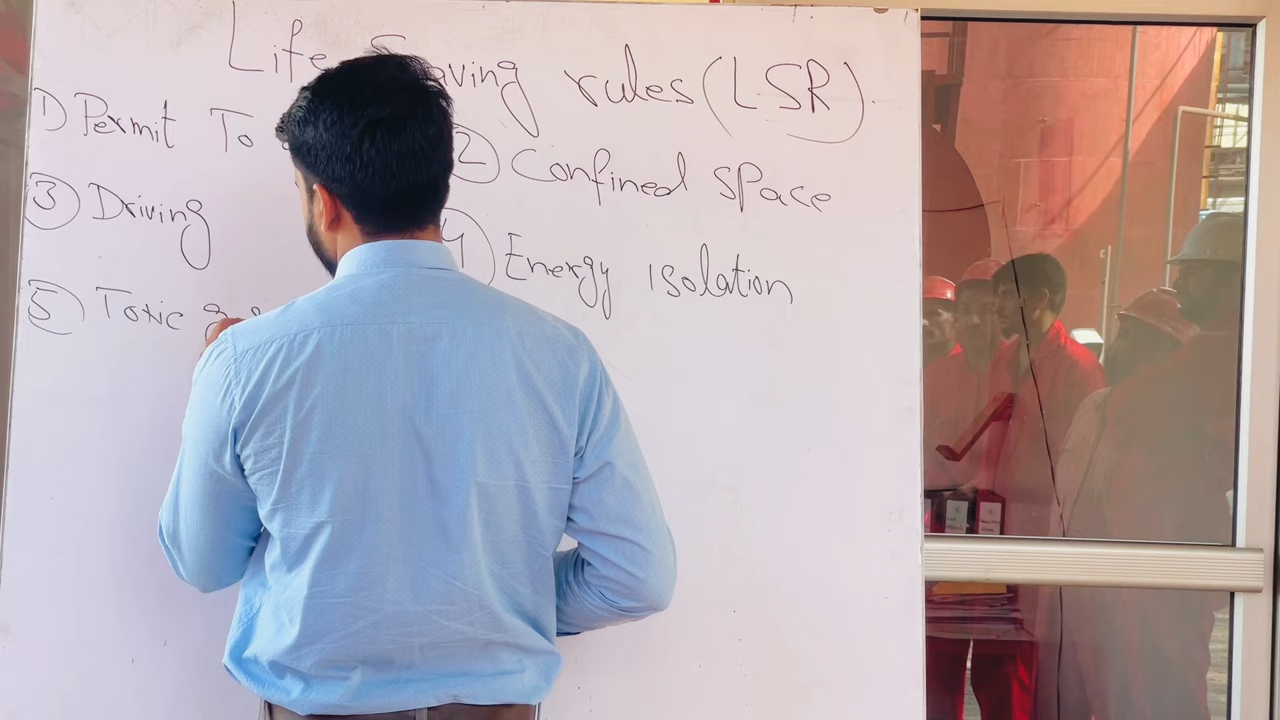 Life Saving rules (LSR)
1) Permit To
2) Confined space
3) Driving
4) Energy isolation
5) Toxic